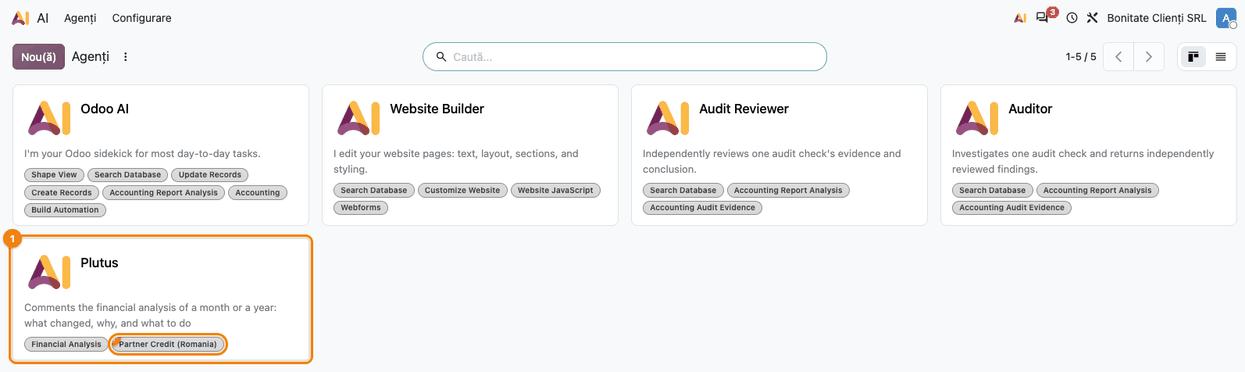 AI AI Agenți Configurare 3 Bonitate Clienți SRL A
Nou(ă) Agenți Caută... 1-5 / 5
AI Odoo AI
I'm your Odoo sidekick for most day-to-day tasks.
Shape View Search Database Update Records
Create Records Accounting Report Analysis Accounting
Build Automation
AI Website Builder
I edit your website pages: text, layout, sections, and
styling.
Search Database Customize Website Website JavaScript
Webforms
AI Audit Reviewer
Independently reviews one audit check's evidence and
conclusion.
Search Database Accounting Report Analysis
Accounting Audit Evidence
AI Auditor
Investigates one audit check and returns independently
reviewed findings.
Search Database Accounting Report Analysis
Accounting Audit Evidence
1
AI Plutus
Comments the financial analysis of a month or a year:
what changed, why, and what to do
Financial Analysis Partner Credit (Romania)